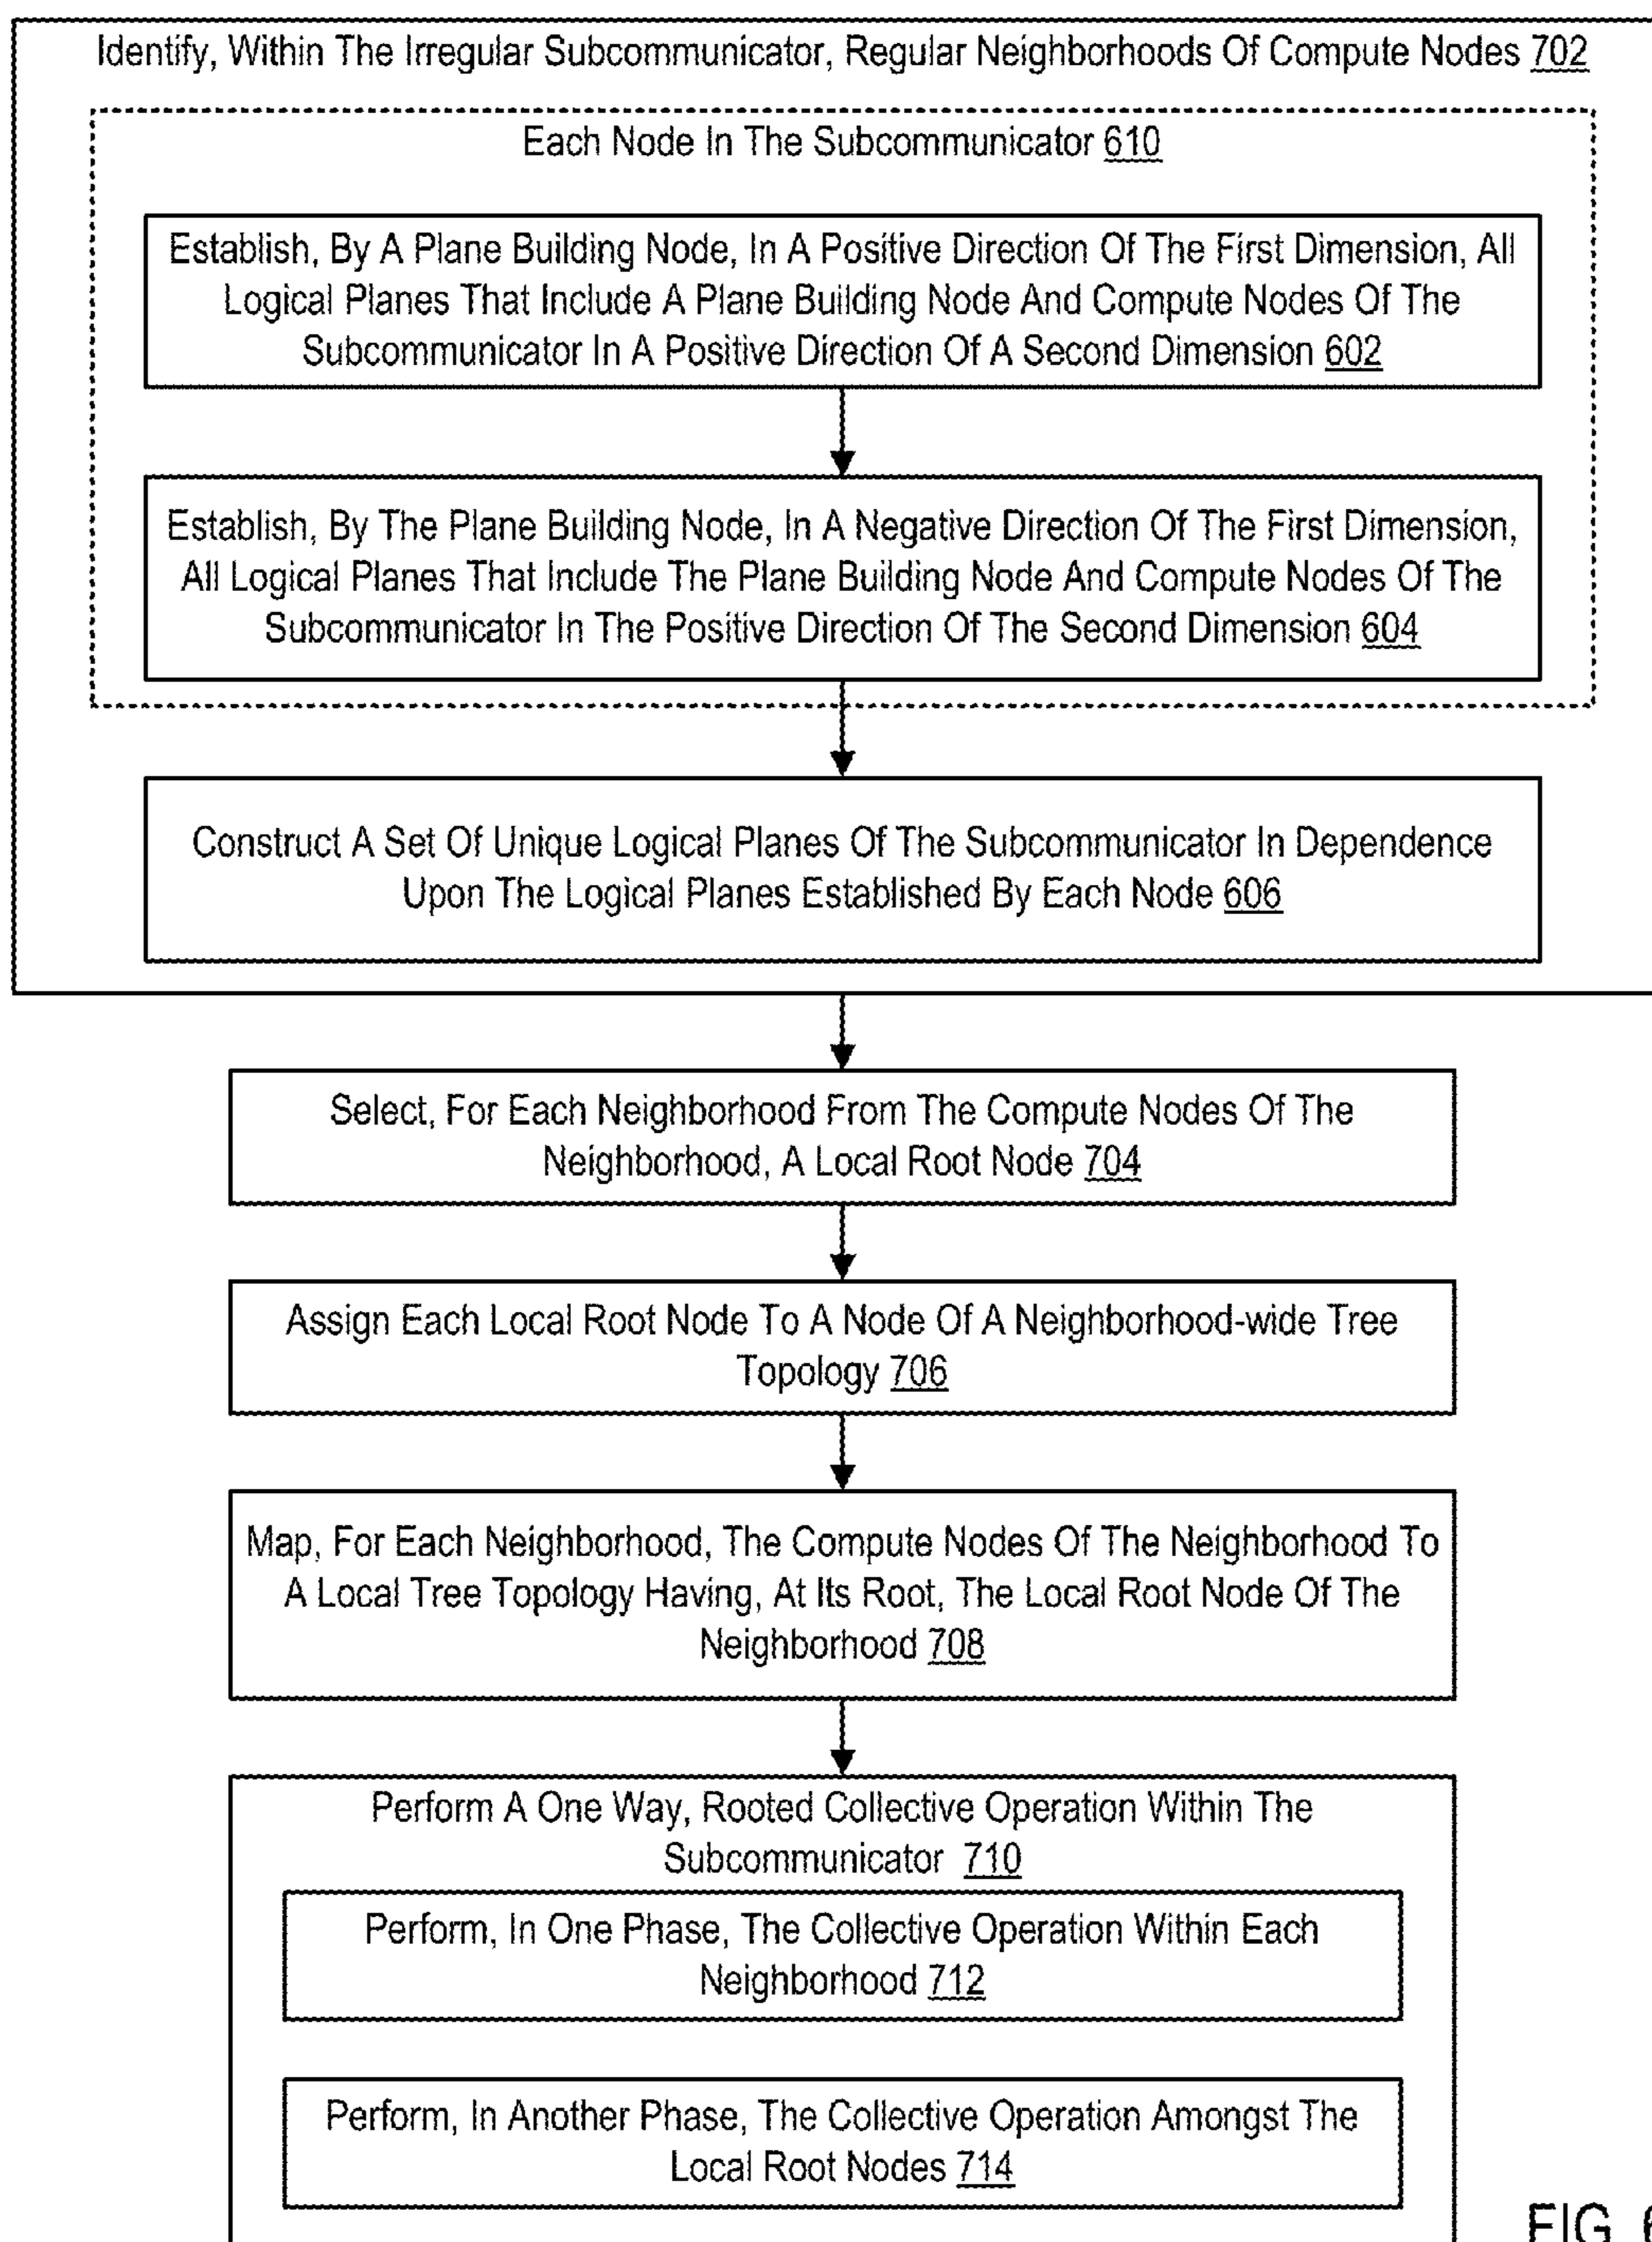 Identify, Within The Irregular Subcommunicator, Regular Neighborhoods Of Compute Nodes 702
Each Node In The Subcommunicator 610
Establish, By A Plane Building Node, In A Positive Direction Of The First Dimension, All
Logical Planes That Include A Plane Building Node And Compute Nodes Of The
Subcommunicator In A Positive Direction Of A Second Dimension 602
Establish, By The Plane Building Node, In A Negative Direction Of The First Dimension,
All Logical Planes That Include The Plane Building Node And Compute Nodes Of The
Subcommunicator In The Positive Direction Of The Second Dimension 604
Construct A Set Of Unique Logical Planes Of The Subcommunicator In Dependence
Upon The Logical Planes Established By Each Node 606
Select, For Each Neighborhood From The Compute Nodes Of The
Neighborhood, A Local Root Node 704
Assign Each Local Root Node To A Node Of A Neighborhood-wide Tree
Topology 706
Map, For Each Neighborhood, The Compute Nodes Of The Neighborhood To
A Local Tree Topology Having, At Its Root, The Local Root Node Of The
Neighborhood 708
Perform A One Way, Rooted Collective Operation Within The
Subcommunicator 710
Perform, In One Phase, The Collective Operation Within Each
Neighborhood 712
Perform, In Another Phase, The Collective Operation Amongst The
Local Root Nodes 714
FIG. 6